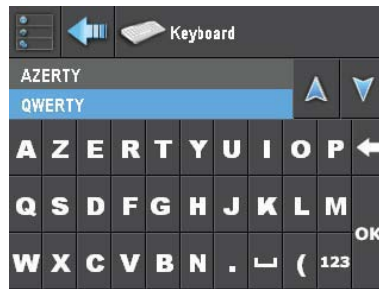 Keyboard
AZERTY
QWERTY
A Z E R T Y U I O P
Q S D F G H J K L M
OK
W X C V B N . ( 123